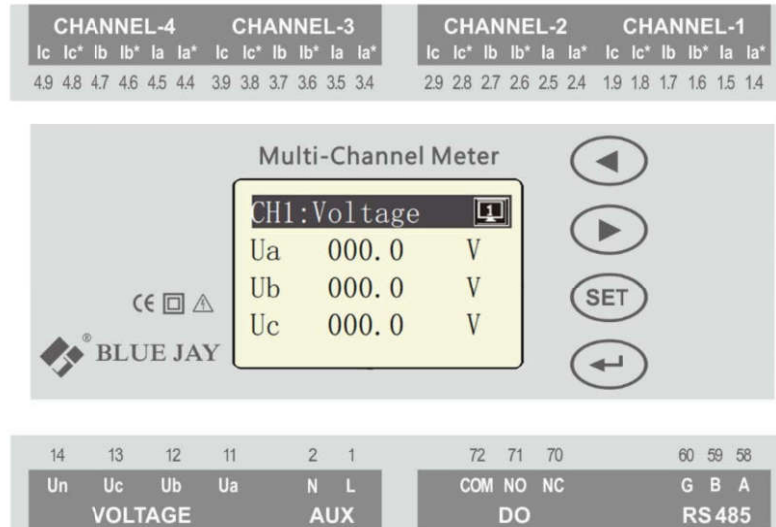 CHANNEL-4 CHANNEL-3 CHANNEL-2 CHANNEL-1
Ic Ic* Ib Ib* Ia Ia* Ic Ic* Ib Ib* Ia Ia* Ic Ic* Ib Ib* Ia Ia* Ic Ic* Ib Ib* Ia Ia*
4.9 4.8 4.7 4.6 4.5 4.4 3.9 3.8 3.7 3.6 3.5 3.4 2.9 2.8 2.7 2.6 2.5 2.4 1.9 1.8 1.7 1.6 1.5 1.4
Multi-Channel Meter
CH1:Voltage 1
Ua 000.0 V
Ub 000.0 V
Uc 000.0 V
CE
® BLUE JAY
SET
14 13 12 11 2 1 72 71 70 60 59 58
Un Uc Ub Ua N L COM NO NC G B A
VOLTAGE AUX DO RS485